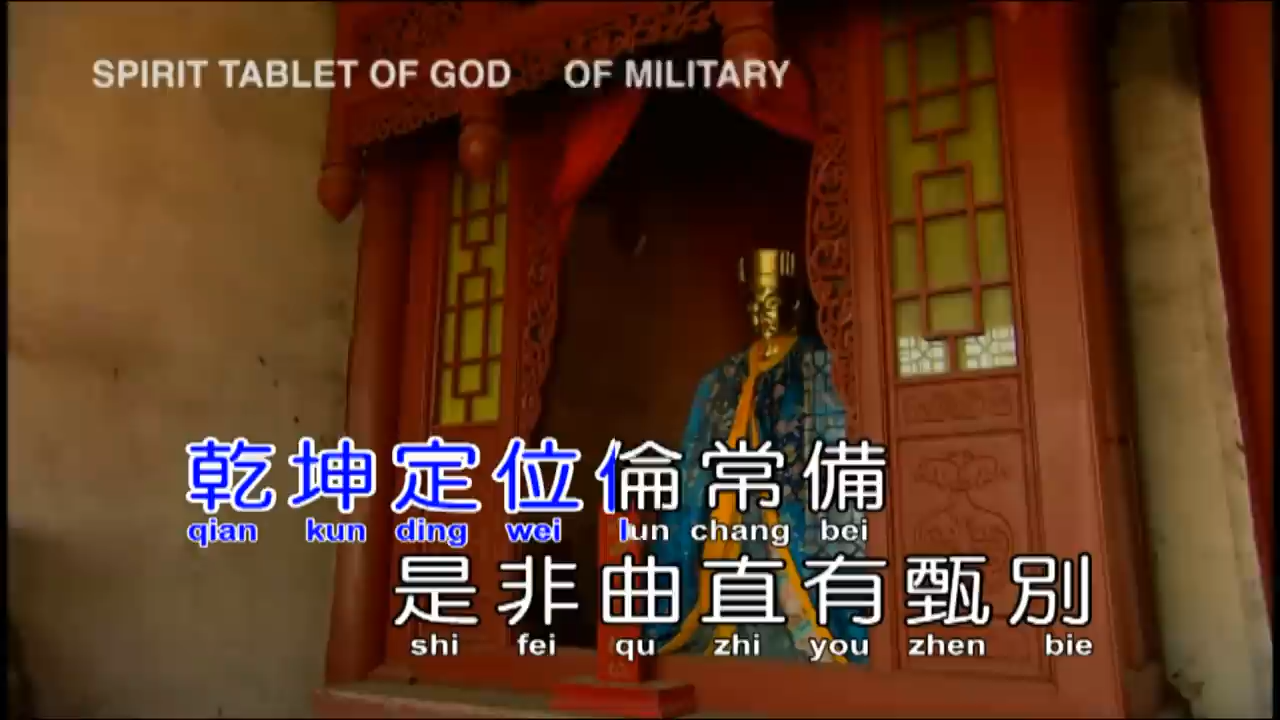 SPIRIT TABLET OF GOD OF MILITARY
乾坤定位倫常備
qian kun ding wei lun chang bei
是非曲直有甄別
shi fei qu zhi you zhen bie